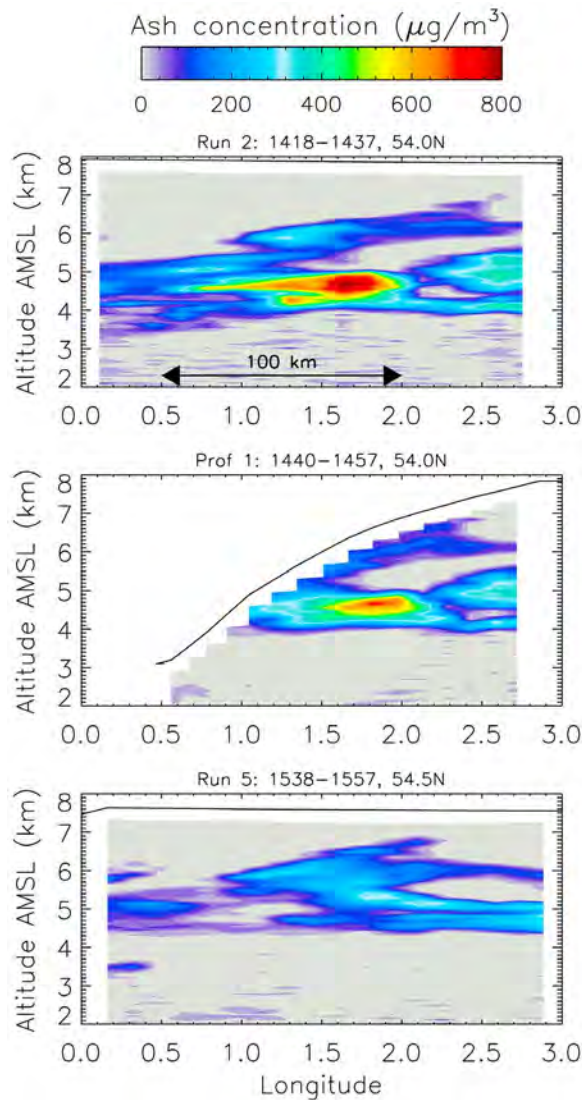 Ash concentration (μg/m³)
0 200 400 600 800
Run 2: 1418–1437, 54.0N
8
7
6
5
4
3
2
Altitude AMSL (km)
100 km
0.0 0.5 1.0 1.5 2.0 2.5 3.0
Prof 1: 1440–1457, 54.0N
8
7
6
5
4
3
2
Altitude AMSL (km)
0.0 0.5 1.0 1.5 2.0 2.5 3.0
Run 5: 1538–1557, 54.5N
8
7
6
5
4
3
2
Altitude AMSL (km)
0.0 0.5 1.0 1.5 2.0 2.5 3.0
Longitude